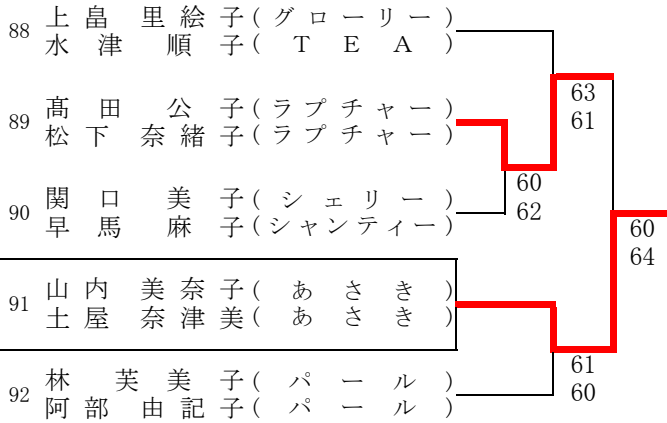 88 上畠 里絵子(グローリー)
水津 順子(TEA)
63
61
89 髙田 公子(ラプチャー)
松下 奈緒子(ラプチャー)
60
62
90 関口 美子(シェリー)
早馬 麻子(シャンティー)
60
64
91 山内 美奈子(あさき)
土屋 奈津美(あさき)
61
60
92 林 芙美子(パール)
阿部 由記子(パール)